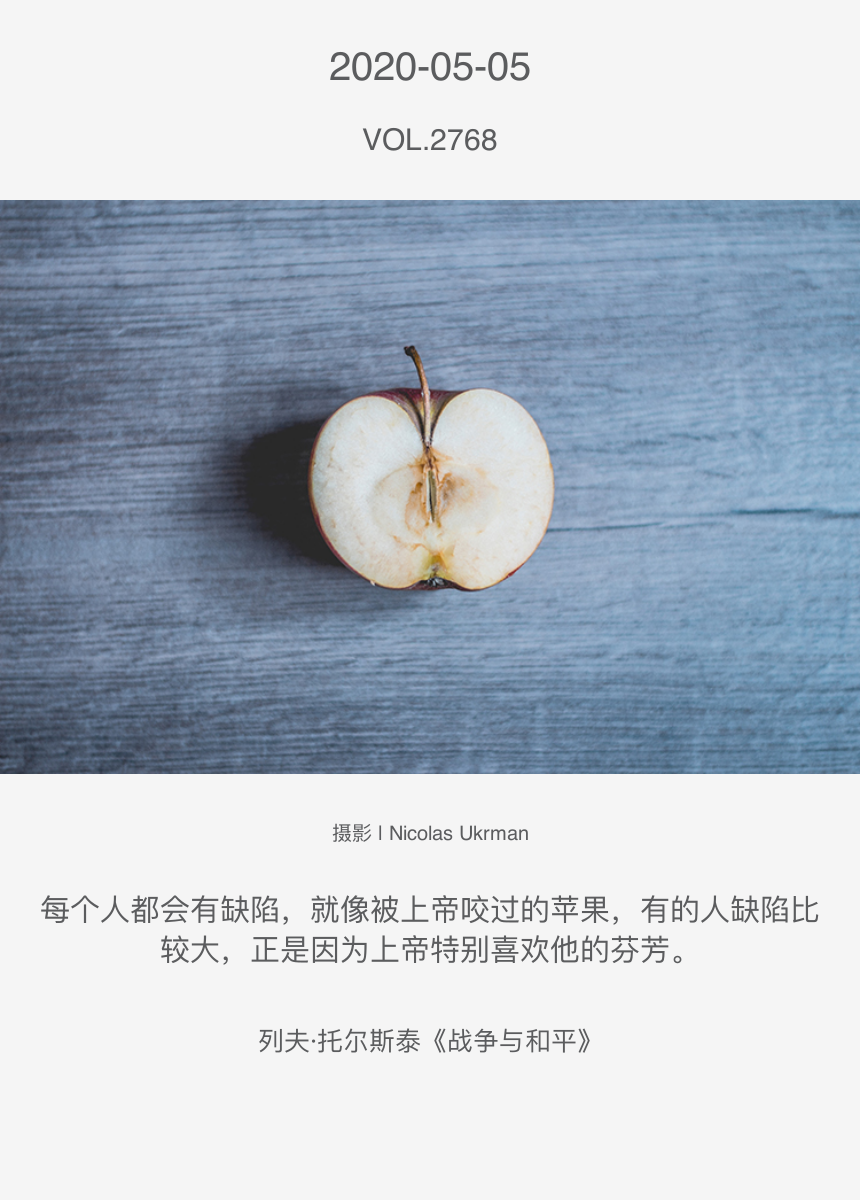 2020-05-05
VOL.2768
摄影 | Nicolas Ukrman
每个人都会有缺陷，就像被上帝咬过的苹果，有的人缺陷比
较大，正是因为上帝特别喜欢他的芬芳。
列夫·托尔斯泰《战争与和平》